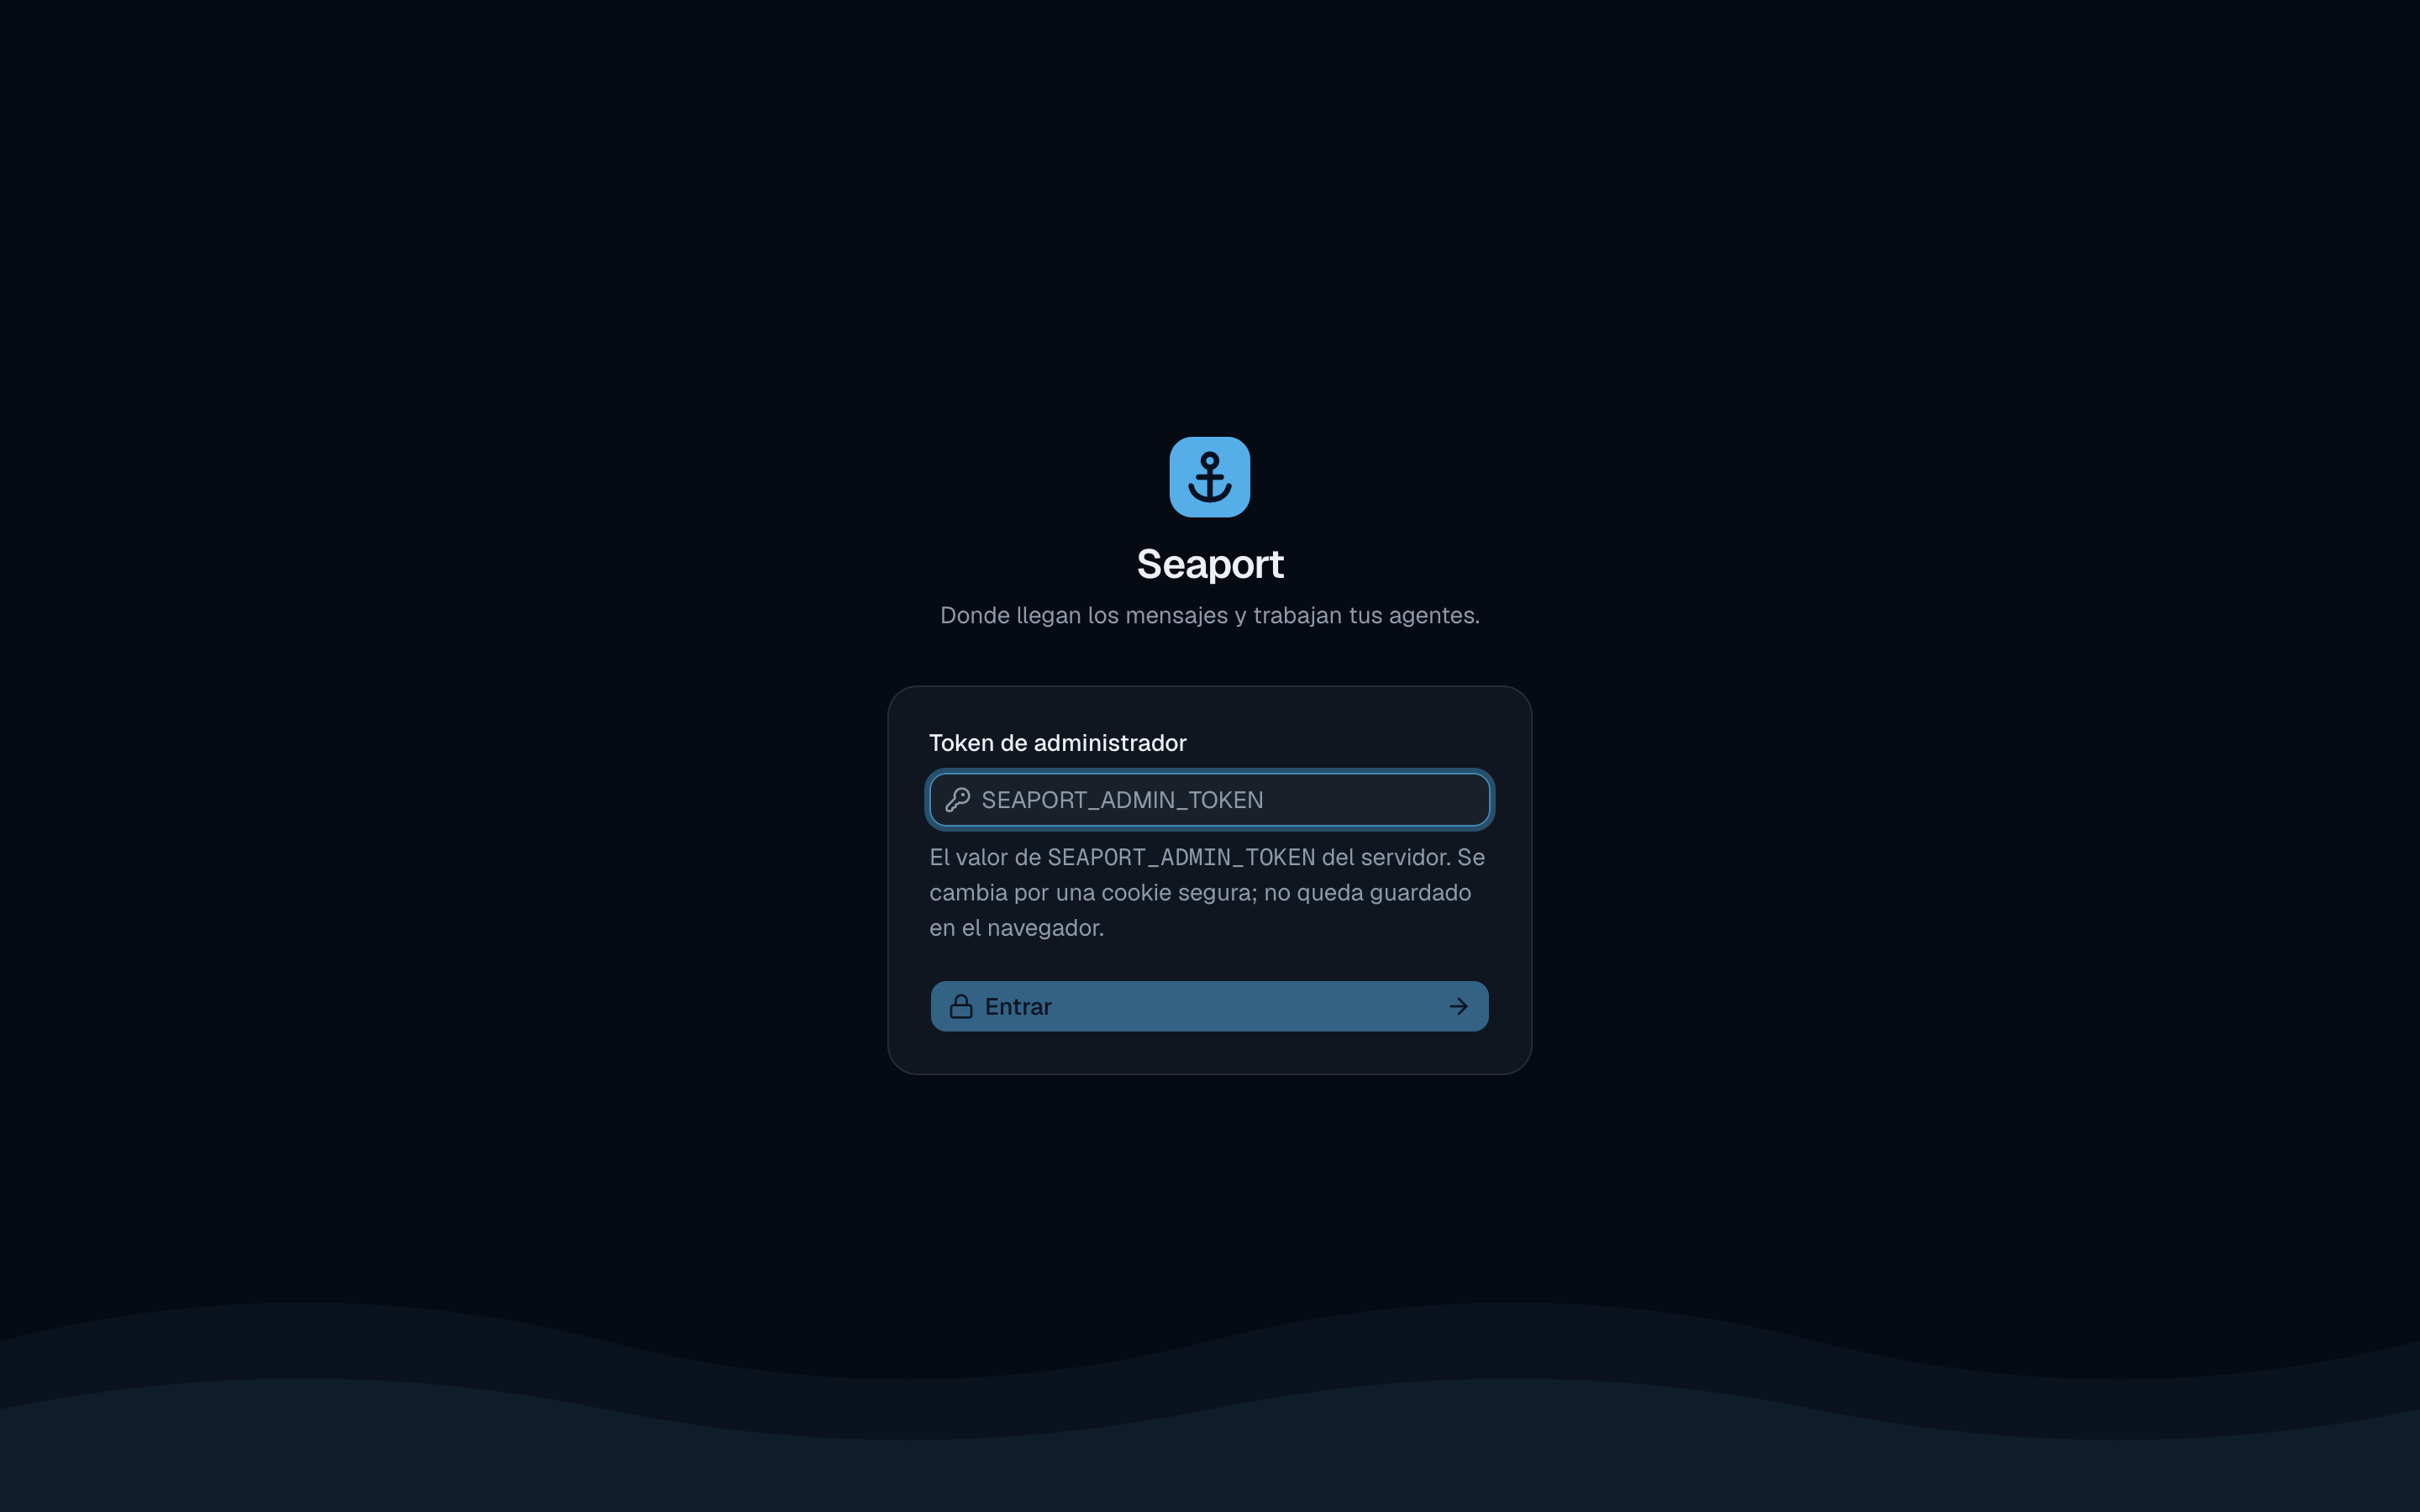 Seaport
Donde llegan los mensajes y trabajan tus agentes.
Token de administrador
SEAPORT_ADMIN_TOKEN
El valor de SEAPORT_ADMIN_TOKEN del servidor. Se
cambia por una cookie segura; no queda guardado
en el navegador.
Entrar